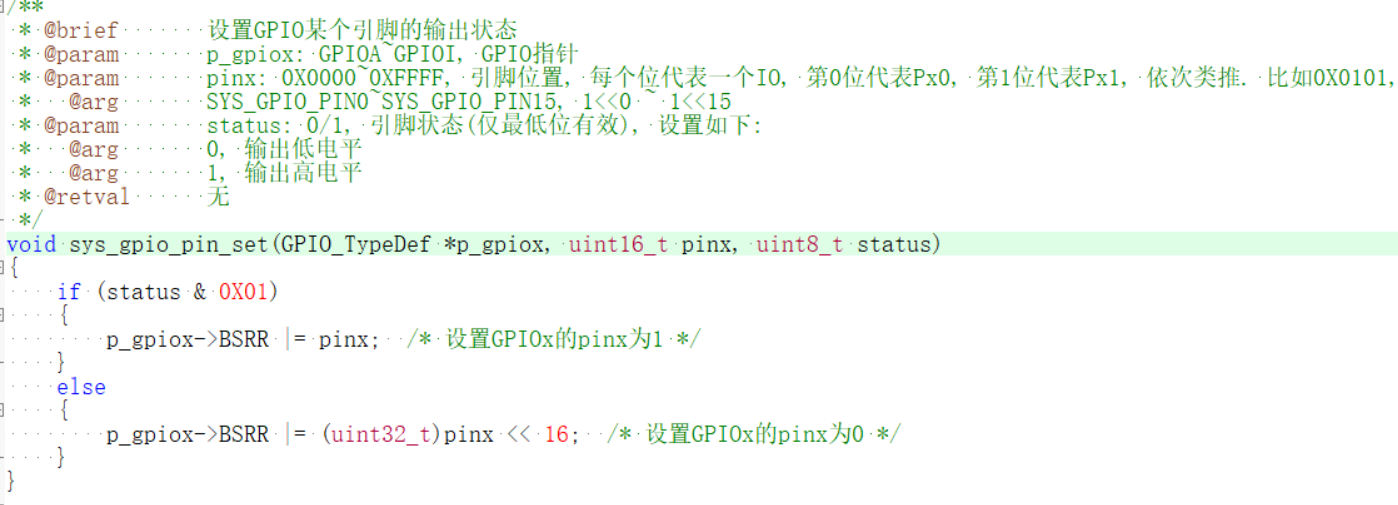 /**
 * @brief       设置GPIO某个引脚的输出状态
 * @param       p_gpiox: GPIOA~GPIOI, GPIO指针
 * @param       pinx: 0X0000~0XFFFF, 引脚位置, 每个位代表一个IO, 第0位代表Px0, 第1位代表Px1, 依次类推. 比如0X0101,
 *   @arg       SYS_GPIO_PIN0~SYS_GPIO_PIN15, 1<<0 ~ 1<<15
 * @param       status: 0/1, 引脚状态(仅最低位有效), 设置如下:
 *   @arg       0, 输出低电平
 *   @arg       1, 输出高电平
 * @retval      无
 */
void sys_gpio_pin_set(GPIO_TypeDef *p_gpiox, uint16_t pinx, uint8_t status)
{
    if (status & 0X01)
    {
        p_gpiox->BSRR |= pinx;  /* 设置GPIOx的pinx为1 */
    }
    else
    {
        p_gpiox->BSRR |= (uint32_t)pinx << 16;  /* 设置GPIOx的pinx为0 */
    }
}